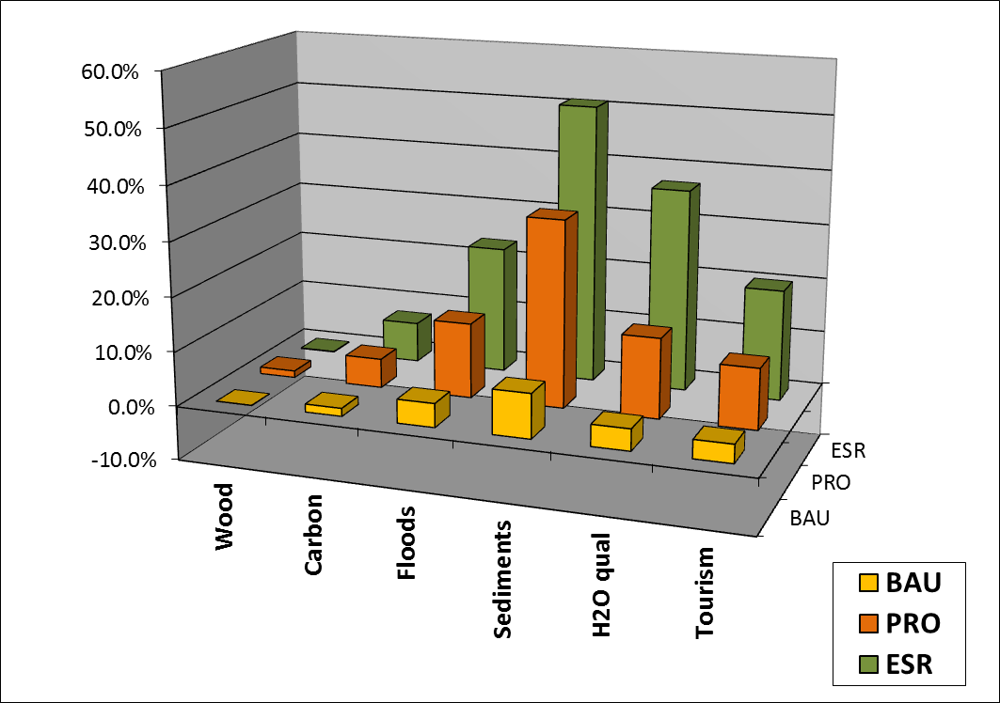 60.0%
50.0%
40.0%
30.0%
20.0%
10.0%
0.0%
-10.0%
Wood
Carbon
Floods
Sediments
H2O qual
Tourism
ESR
PRO
BAU
BAU
PRO
ESR